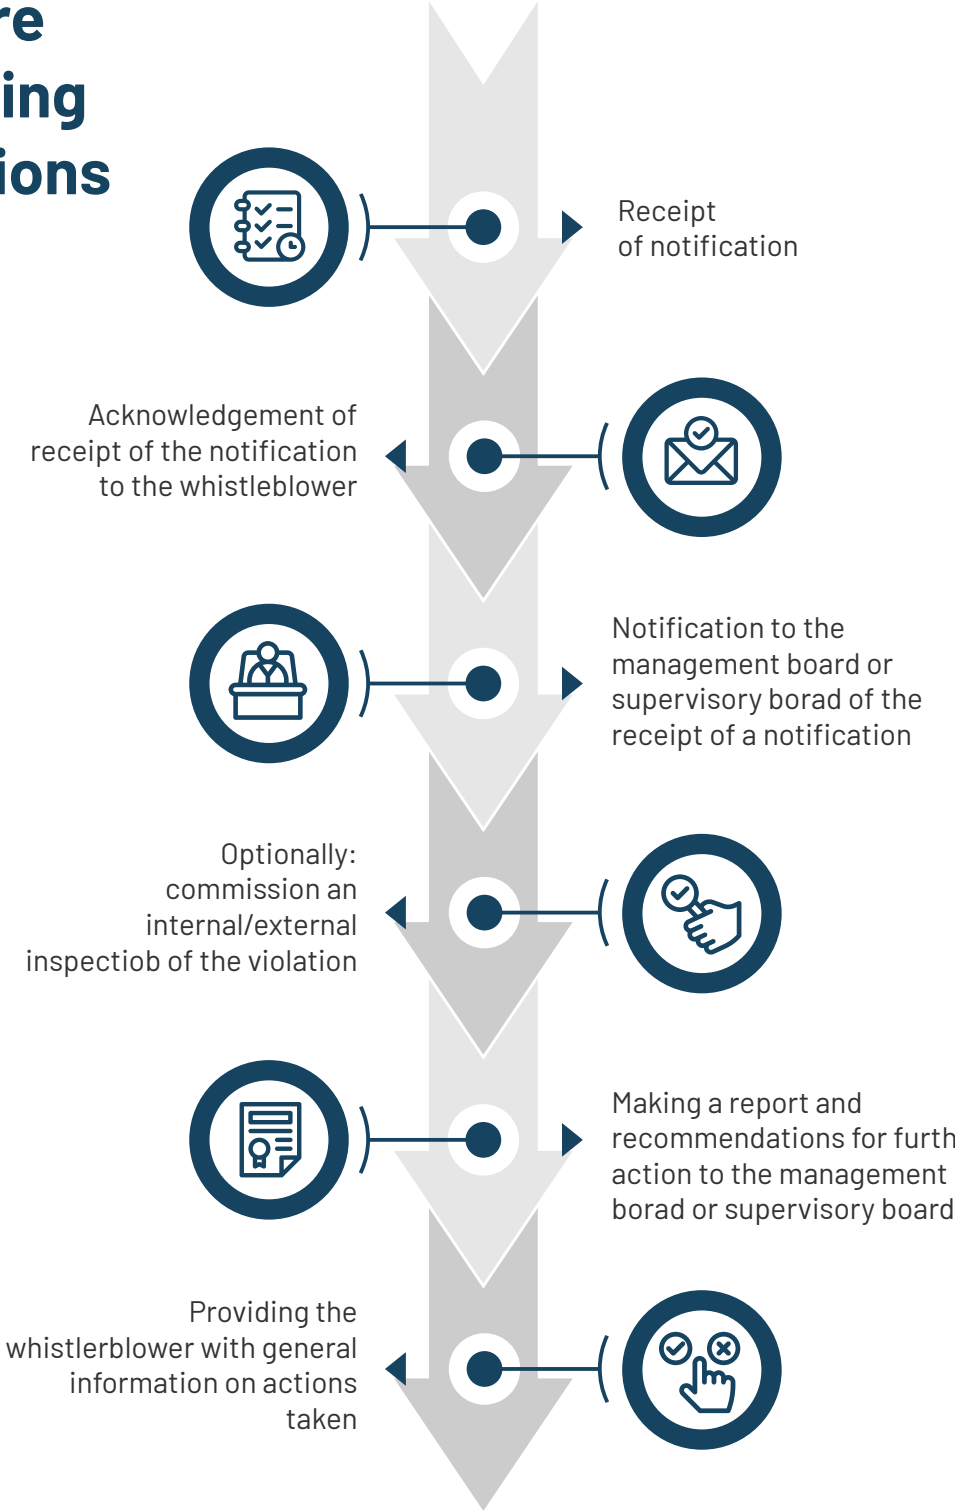 re
ing
ions
Receipt
of notification
Acknowledgement of
receipt of the notification
to the whistleblower
Notification to the
management board or
supervisory borad of the
receipt of a notification
Optionally:
commission an
internal/external
inspectiob of the violation
Making a report and
recommendations for furth
action to the management
borad or supervisory board
Providing the
whistlerblower with general
information on actions
taken